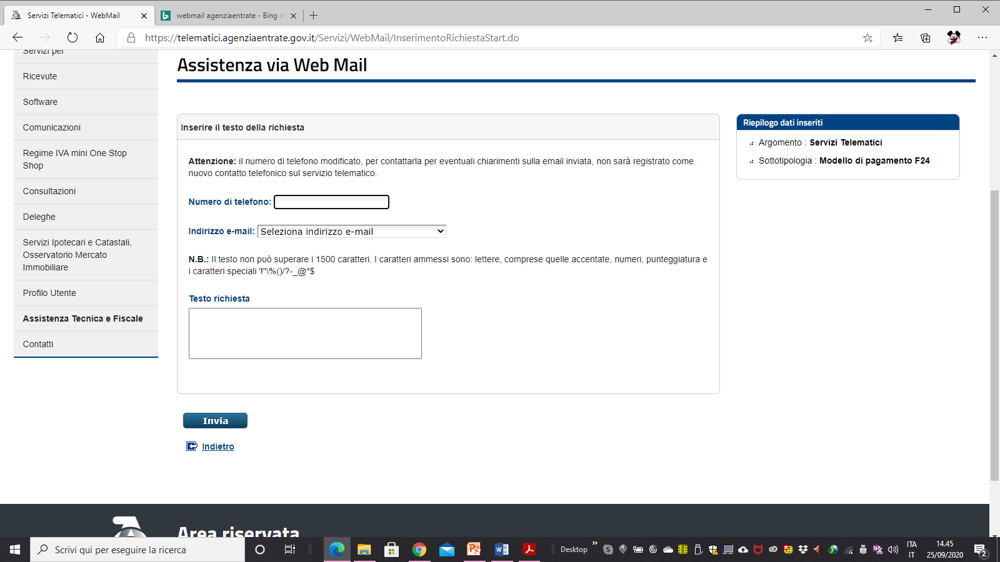 Servizi Telematici - WebMail
webmail agenziaentrate - Bing in
https://telematici.agenziaentrate.gov.it/Servizi/WebMail/InserimentoRichiestaStart.do
Servizi per
Ricevute
Software
Comunicazioni
Regime IVA mini One Stop
Shop
Consultazioni
Deleghe
Servizi Ipotecari e Catastali,
Osservatorio Mercato
Immobiliare
Profilo Utente
Assistenza Tecnica e Fiscale
Contatti
Assistenza via Web Mail
Inserire il testo della richiesta
Attenzione: il numero di telefono modificato, per contattarla per eventuali chiarimenti sulla email inviata, non sarà registrato come
nuovo contatto telefonico sul servizio telematico.
Numero di telefono:
Indirizzo e-mail: Seleziona indirizzo e-mail
N.B.: Il testo non può superare i 1500 caratteri. I caratteri ammessi sono: lettere, comprese quelle accentate, numeri, punteggiatura e
i caratteri speciali '!"\%()/?-_@*$
Testo richiesta
Invia
Indietro
Riepilogo dati inseriti
Argomento : Servizi Telematici
Sottotipologia : Modello di pagamento F24
Area riservata
Scrivi qui per eseguire la ricerca
Desktop
ITA
IT
14.45
25/09/2020
2